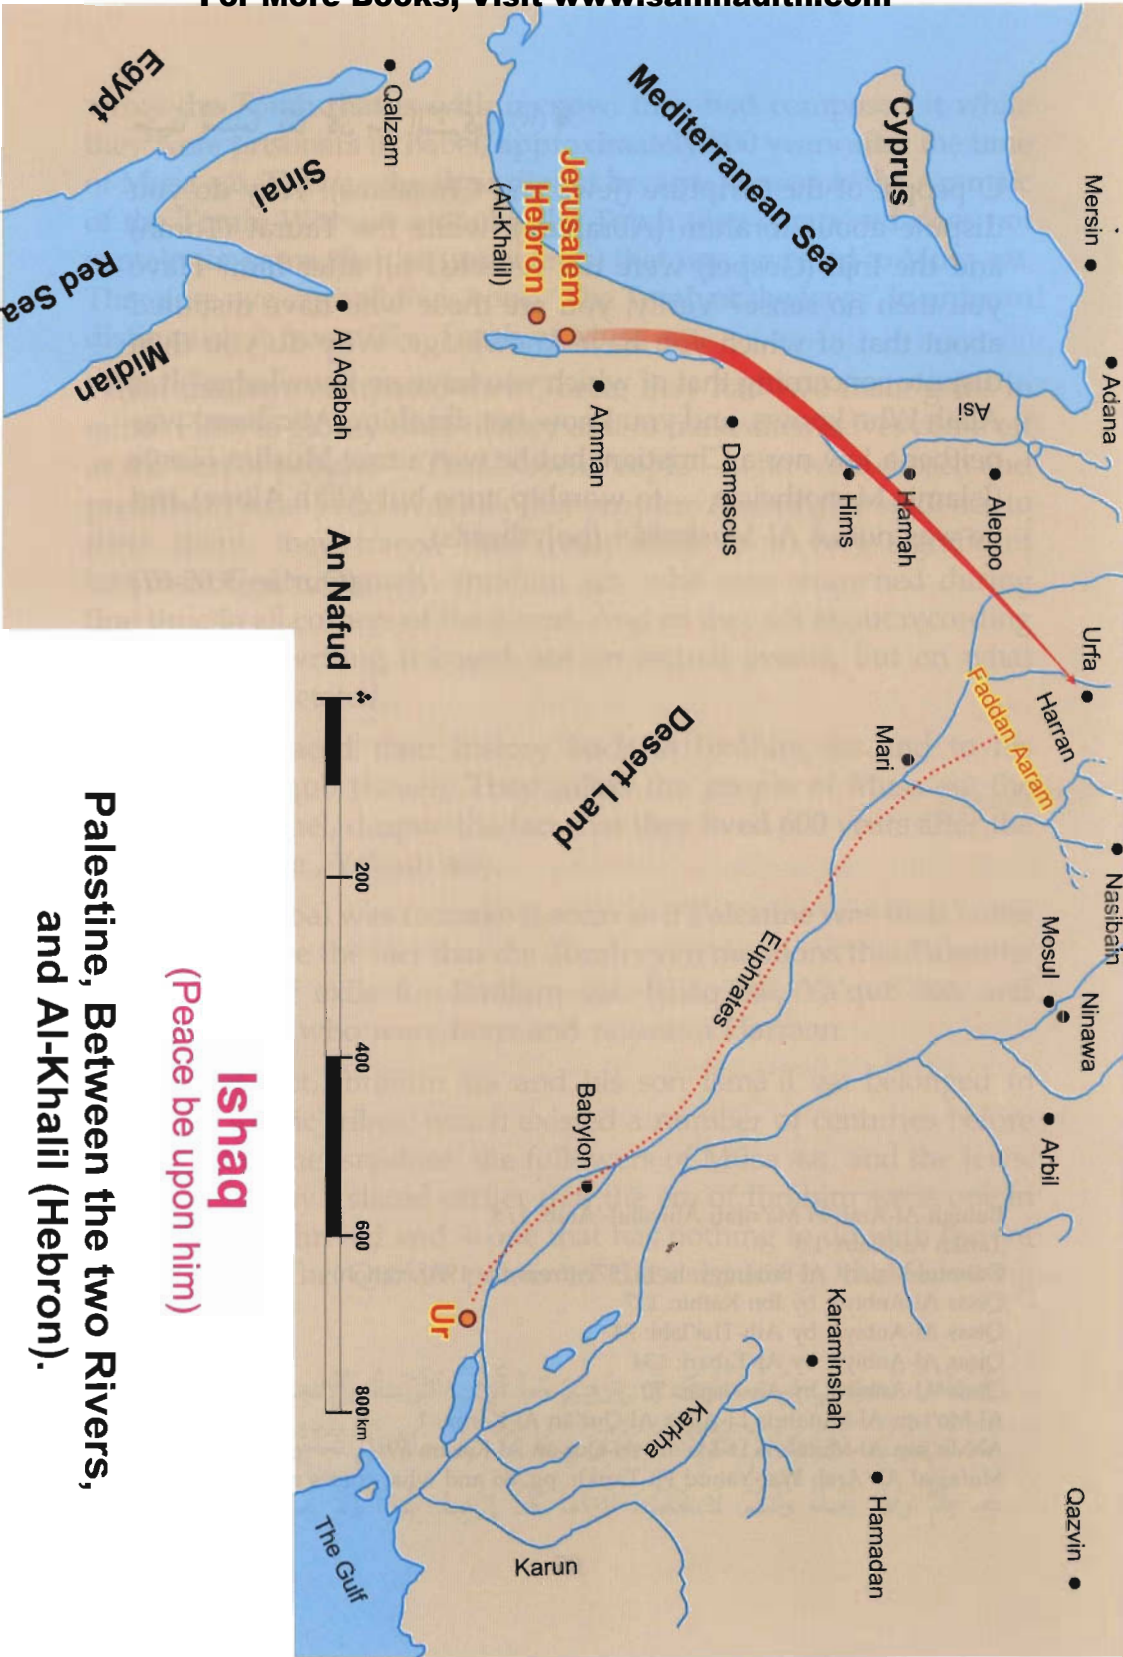 For More Books, Visit www.sahihhadith.com
Mersin
Adana
Urfa
Harran
Nasibain
Mosul
Ninawa
Arbil
Qazvin
Cyprus
Mediterranean Sea
Asi
Aleppo
Hamah
Hims
Damascus
Faddan Aaram
Mari
Euphrates
Karaminshah
Hamadan
Karkha
Jerusalem
Hebron
(Al-Khalil)
Amman
Desert Land
Babylon
Karun
Qalzam
Al Aqabah
An Nafud
Ur
The Gulf
Egypt
Sinai
Red Sea
Midian
200
400
600
800 km
Ishaq
(Peace be upon him)
Palestine, Between the two Rivers,
and Al-Khalil (Hebron).